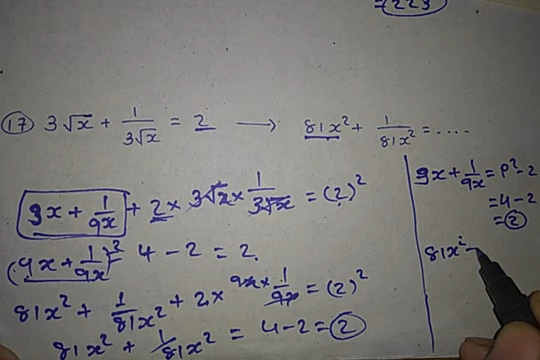 =223
(17) 3√x + 1/(3√x) = 2 → 81x² + 1/(81x²) = ....
9x + 1/(9x) + 2 × 3√x × 1/(3√x) = (2)²
(9x + 1/(9x))² = 4 - 2 = 2.
81x² + 1/(81x²) + 2 × 9x × 1/(9x) = (2)²
81x² + 1/(81x²) = 4 - 2 = 2
9x + 1/(9x) = P² - 2
= 4 - 2
= 2
81x² -